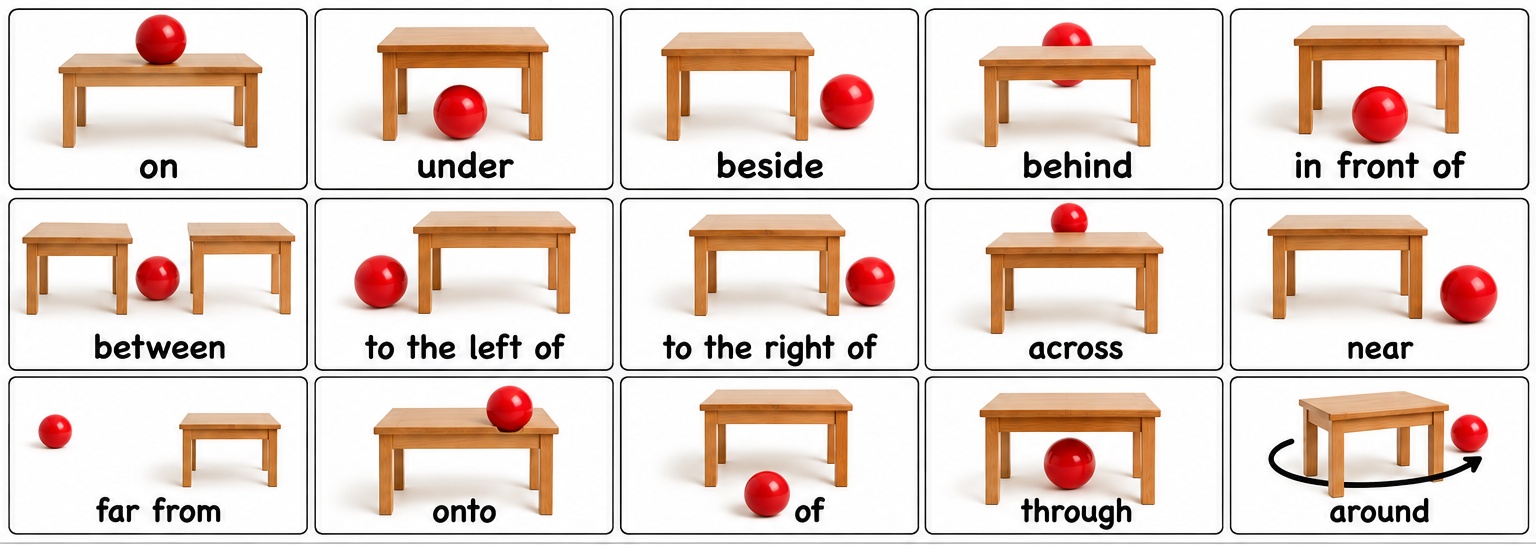 on
under
beside
behind
in front of
between
to the left of
to the right of
across
near
far from
onto
of
through
around